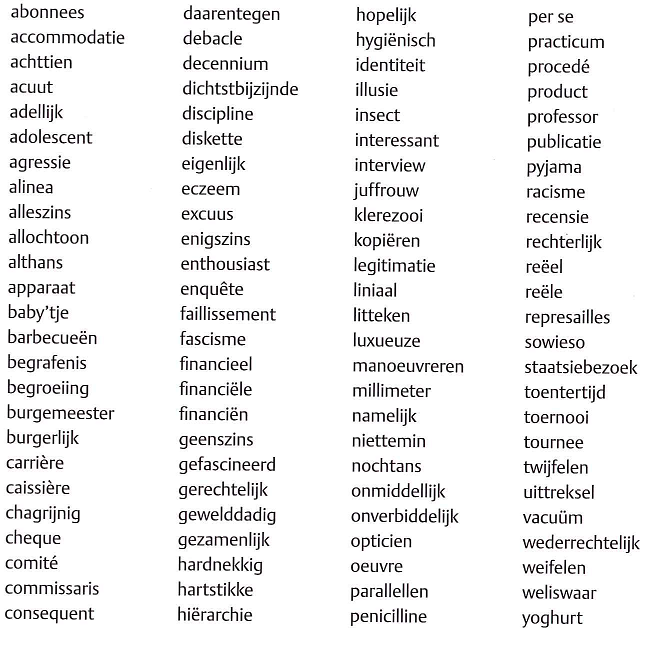 abonnees
accommodatie
achttien
acuut
adellijk
adolescent
agressie
alinea
alleszins
allochtoon
althans
apparaat
baby'tje
barbecueën
begrafenis
begroeiing
burgemeester
burgerlijk
carrière
caissière
chagrijnig
cheque
comité
commissaris
consequent
daarentegen
debacle
decennium
dichtstbijzijnde
discipline
diskette
eigenlijk
eczeem
excuus
enigszins
enthousiast
enquête
faillissement
fascisme
financieel
financiële
financiën
geenszins
gefascineerd
gerechtelijk
gewelddadig
gezamenlijk
hardnekkig
hartstikke
hiërarchie
hopelijk
hygiënisch
identiteit
illusie
insect
interessant
interview
juffrouw
klerezooi
kopiëren
legitimatie
liniaal
litteken
luxueuze
manoeuvreren
millimeter
namelijk
niettemin
nochtans
onmiddellijk
onverbiddelijk
opticien
oeuvre
parallellen
penicilline
per se
practicum
procedé
product
professor
publicatie
pyjama
racisme
recensie
rechterlijk
reëel
reële
represailles
sowieso
staatsiebezoek
toentertijd
toernooi
tournee
twijfelen
uittreksel
vacuüm
wederrechtelijk
weifelen
weliswaar
yoghurt